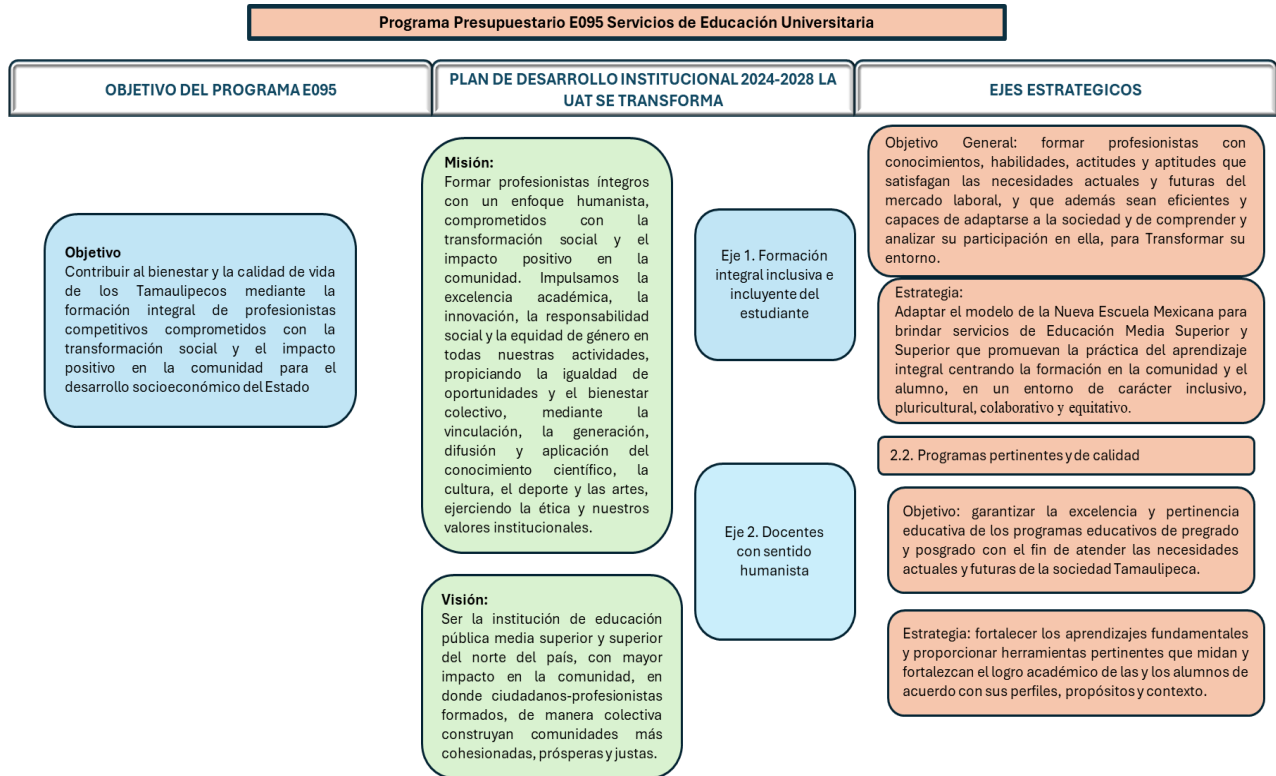 Programa Presupuestario E095 Servicios de Educación Universitaria
OBJETIVO DEL PROGRAMA E095
PLAN DE DESARROLLO INSTITUCIONAL 2024-2028 LA
UAT SE TRANSFORMA
EJES ESTRATEGICOS
Objetivo
Contribuir al bienestar y la calidad de vida
de los Tamaulipecos mediante la
formación integral de profesionistas
competitivos comprometidos con la
transformación social y el impacto
positivo en la comunidad para el
desarrollo socioeconómico del Estado
Misión:
Formar profesionistas íntegros
con un enfoque humanista,
comprometidos con la
transformación social y el
impacto positivo en la
comunidad. Impulsamos la
excelencia académica, la
innovación, la responsabilidad
social y la equidad de género en
todas nuestras actividades,
propiciando la igualdad de
oportunidades y el bienestar
colectivo, mediante la
vinculación, la generación,
difusión y aplicación del
conocimiento científico, la
cultura, el deporte y las artes,
ejerciendo la ética y nuestros
valores institucionales.
Visión:
Ser la institución de educación
pública media superior y superior
del norte del país, con mayor
impacto en la comunidad, en
donde ciudadanos-profesionistas
formados, de manera colectiva
construyan comunidades más
cohesionadas, prósperas y justas.
Eje 1. Formación
integral inclusiva e
incluyente del
estudiante
Eje 2. Docentes
con sentido
humanista
Objetivo General: formar profesionistas con
conocimientos, habilidades, actitudes y aptitudes que
satisfagan las necesidades actuales y futuras del
mercado laboral, y que además sean eficientes y
capaces de adaptarse a la sociedad y de comprender y
analizar su participación en ella, para Transformar su
entorno.
Estrategia:
Adaptar el modelo de la Nueva Escuela Mexicana para
brindar servicios de Educación Media Superior y
Superior que promuevan la práctica del aprendizaje
integral centrando la formación en la comunidad y el
alumno, en un entorno de carácter inclusivo,
pluricultural, colaborativo y equitativo.
2.2. Programas pertinentes y de calidad
Objetivo: garantizar la excelencia y pertinencia
educativa de los programas educativos de pregrado
y posgrado con el fin de atender las necesidades
actuales y futuras de la sociedad Tamaulipeca.
Estrategia: fortalecer los aprendizajes fundamentales
y proporcionar herramientas pertinentes que midan y
fortalezcan el logro académico de las y los alumnos de
acuerdo con sus perfiles, propósitos y contexto.